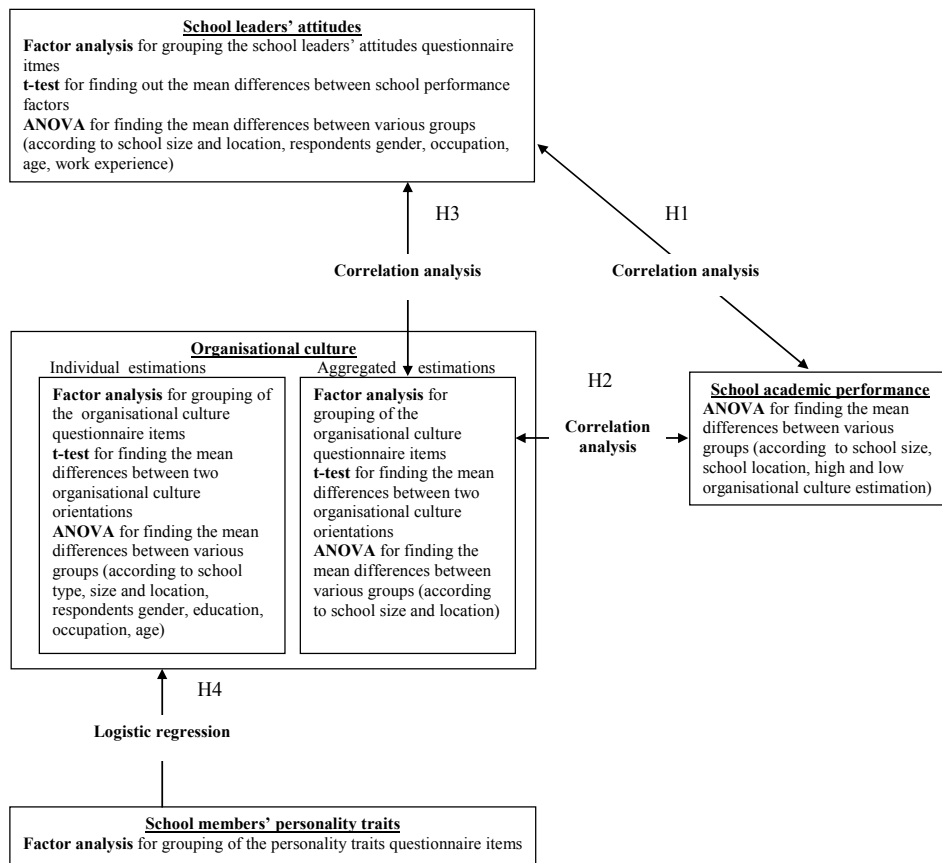 School leaders’ attitudes
Factor analysis for grouping the school leaders’ attitudes questionnaire
itmes
t-test for finding out the mean differences between school performance
factors
ANOVA for finding the mean differences between various groups
(according to school size and location, respondents gender, occupation,
age, work experience)
H3
H1
Correlation analysis
Correlation analysis
Organisational culture
Individual estimations
Factor analysis for grouping of
the organisational culture
questionnaire items
t-test for finding the mean
differences between two
organisational culture
orientations
ANOVA for finding the mean
differences between various
groups (according to school
type, size and location,
respondents gender, education,
occupation, age)
Aggregated estimations
Factor analysis for
grouping of the
organisational culture
questionnaire items
t-test for finding the mean
differences between two
organisational culture
orientations
ANOVA for finding the
mean differences between
various groups (according
to school size and location)
H2
Correlation
analysis
School academic performance
ANOVA for finding the mean
differences between various
groups (according to school size,
school location, high and low
organisational culture estimation)
H4
Logistic regression
School members’ personality traits
Factor analysis for grouping of the personality traits questionnaire items